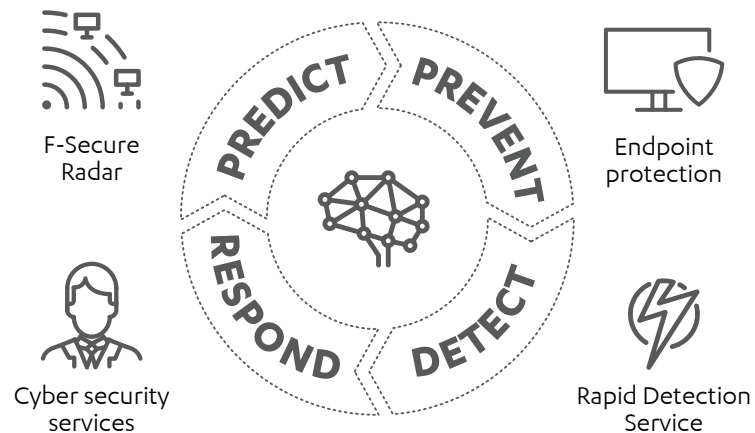 F-Secure
Radar
PREDICT
PREVENT
Endpoint
protection
Cyber security
services
RESPOND
DETECT
Rapid Detection
Service